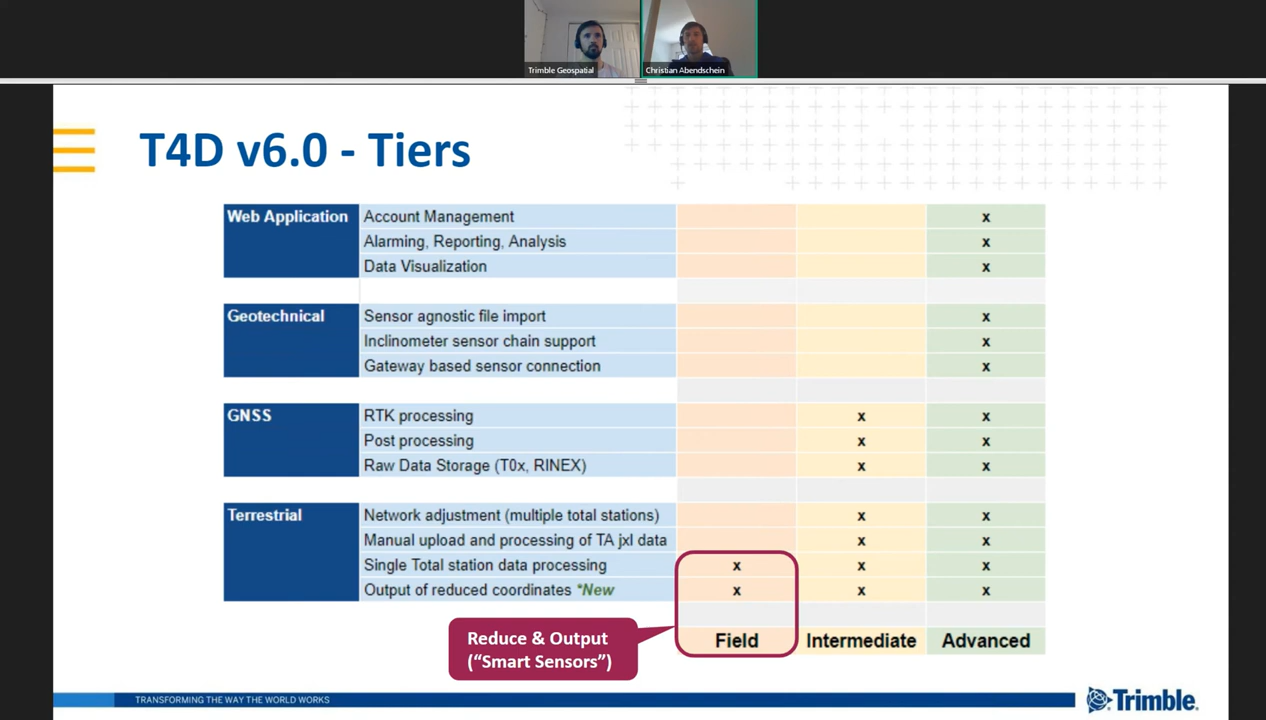 Trimble Geospatial
Christian Abendschein
T4D v6.0 - Tiers
Web Application Account Management x
Alarming, Reporting, Analysis x
Data Visualization x
Geotechnical Sensor agnostic file import x
Inclinometer sensor chain support x
Gateway based sensor connection x
GNSS RTK processing x x
Post processing x x
Raw Data Storage (T0x, RINEX) x x
Terrestrial Network adjustment (multiple total stations) x x
Manual upload and processing of TA jxl data x x
Single Total station data processing x x x
Output of reduced coordinates *New x x x
Reduce & Output
("Smart Sensors")
Field Intermediate Advanced
TRANSFORMING THE WAY THE WORLD WORKS
Trimble.